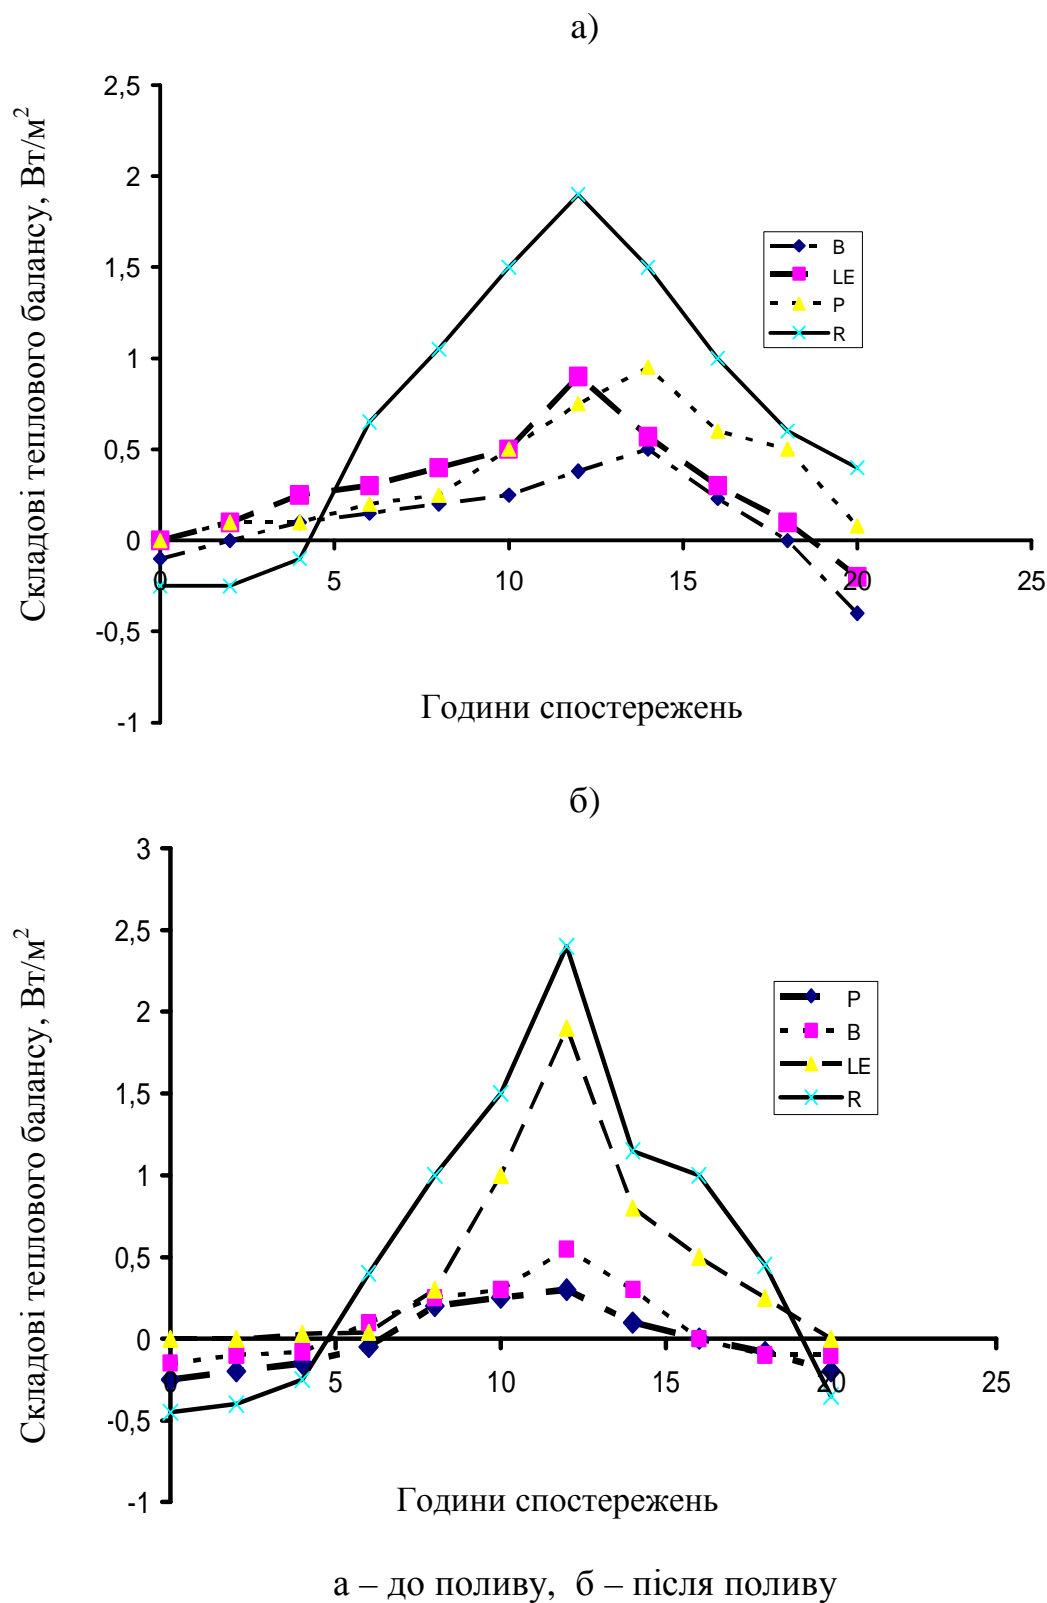 а)
Складові теплового балансу, Вт/м²
2,5
2
1,5
1
0,5
0
-0,5
-1
0 5 10 15 20 25
B
LE
P
R
Години спостережень
б)
Складові теплового балансу, Вт/м²
3
2,5
2
1,5
1
0,5
0
-0,5
-1
0 5 10 15 20 25
P
B
LE
R
Години спостережень
а – до поливу, б – після поливу